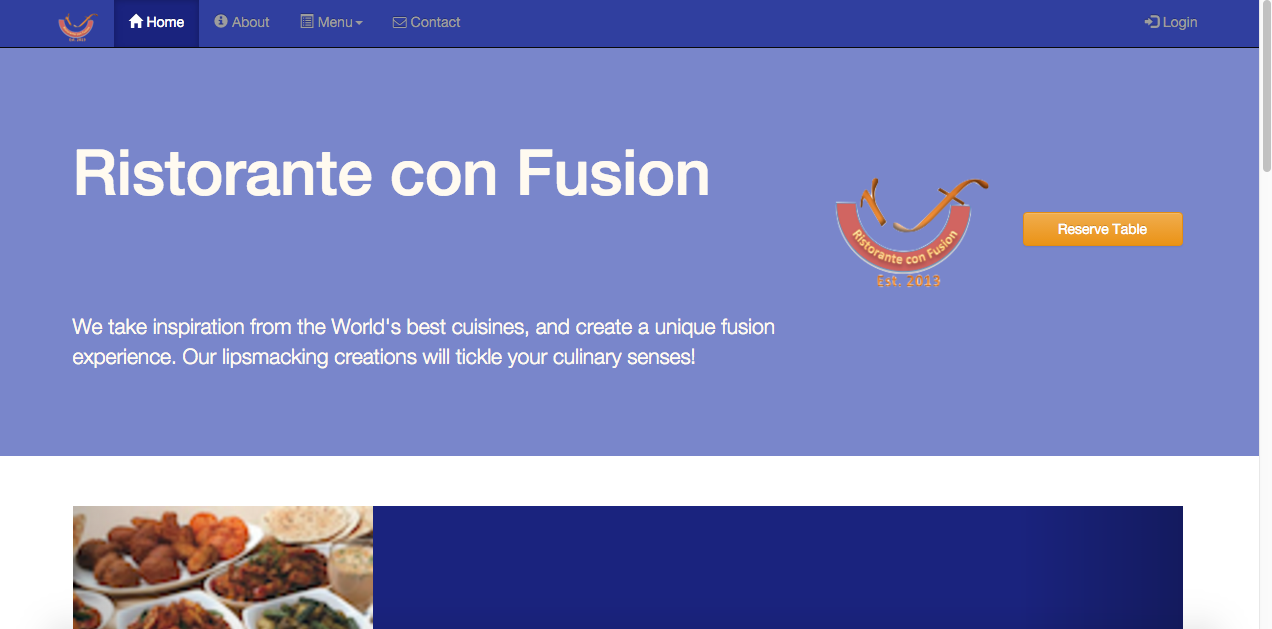 Home About Menu Contact Login
Ristorante con Fusion
Ristorante con Fusion
Est. 2013
Reserve Table
We take inspiration from the World's best cuisines, and create a unique fusion
experience. Our lipsmacking creations will tickle your culinary senses!